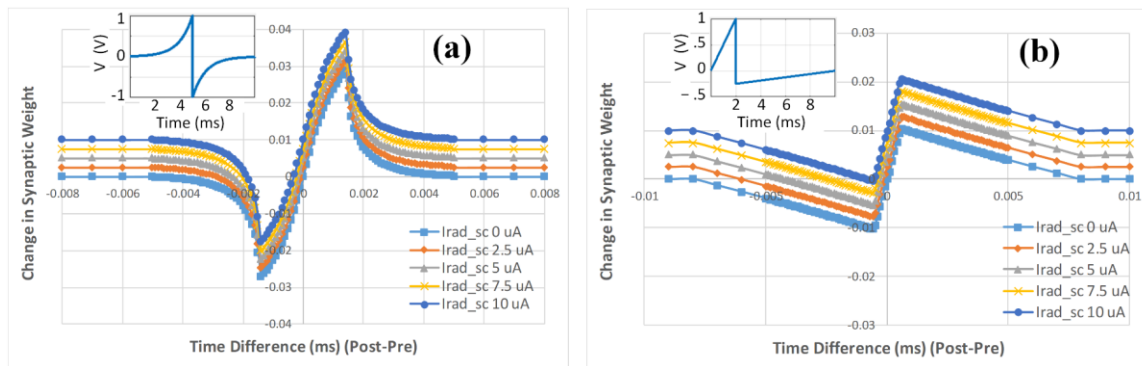 (a)
1
0
-1
V (V)
2 4 6 8
Time (ms)
0.04
0.03
0.02
0.01
0.000
-0.01
-0.02
-0.03
-0.04
-0.008 -0.006 -0.004 -0.002 0.000 0.002 0.004 0.006 0.008
Change in Synaptic Weight
Time Difference (ms) (Post-Pre)
Irad_sc 0 uA
Irad_sc 2.5 uA
Irad_sc 5 uA
Irad_sc 7.5 uA
Irad_sc 10 uA
(b)
1
.5
0
-.5
V (V)
2 4 6 8
Time (ms)
0.03
0.02
0.01
0.000
-0.01
-0.02
-0.03
-0.01 -0.005 0 0.005 0.01
Change in Synaptic Weight
Time Difference (ms) (Post-Pre)
Irad_sc 0 uA
Irad_sc 2.5 uA
Irad_sc 5 uA
Irad_sc 7.5 uA
Irad_sc 10 uA